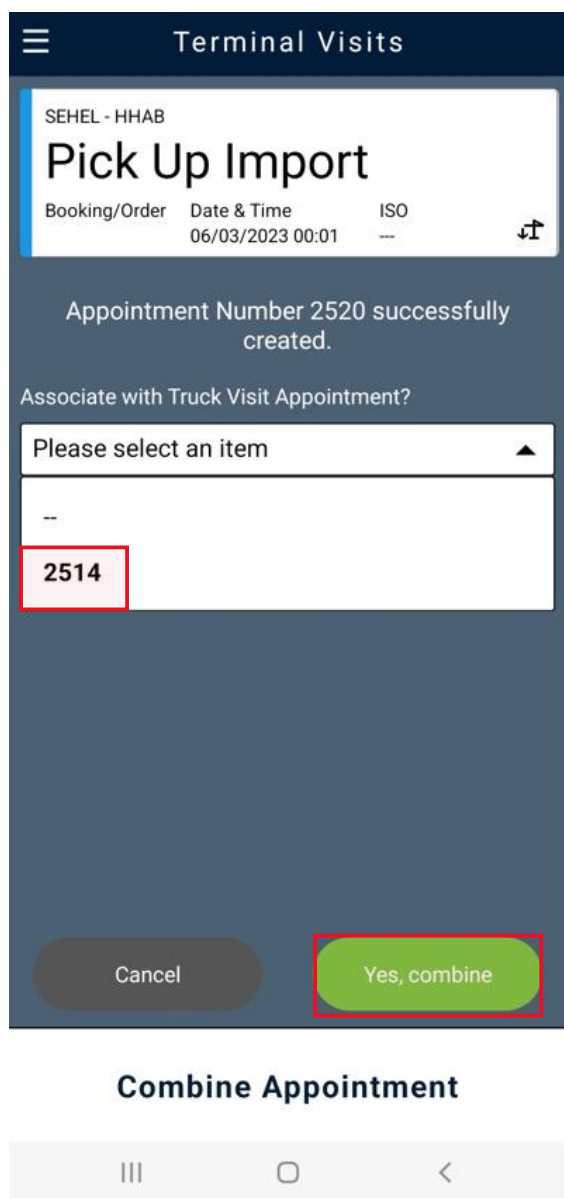 Terminal Visits
SEHEL - HHAB
Pick Up Import
Booking/Order Date & Time ISO
06/03/2023 00:01 ---
Appointment Number 2520 successfully
created.
Associate with Truck Visit Appointment?
Please select an item
--
2514
Cancel Yes, combine
Combine Appointment